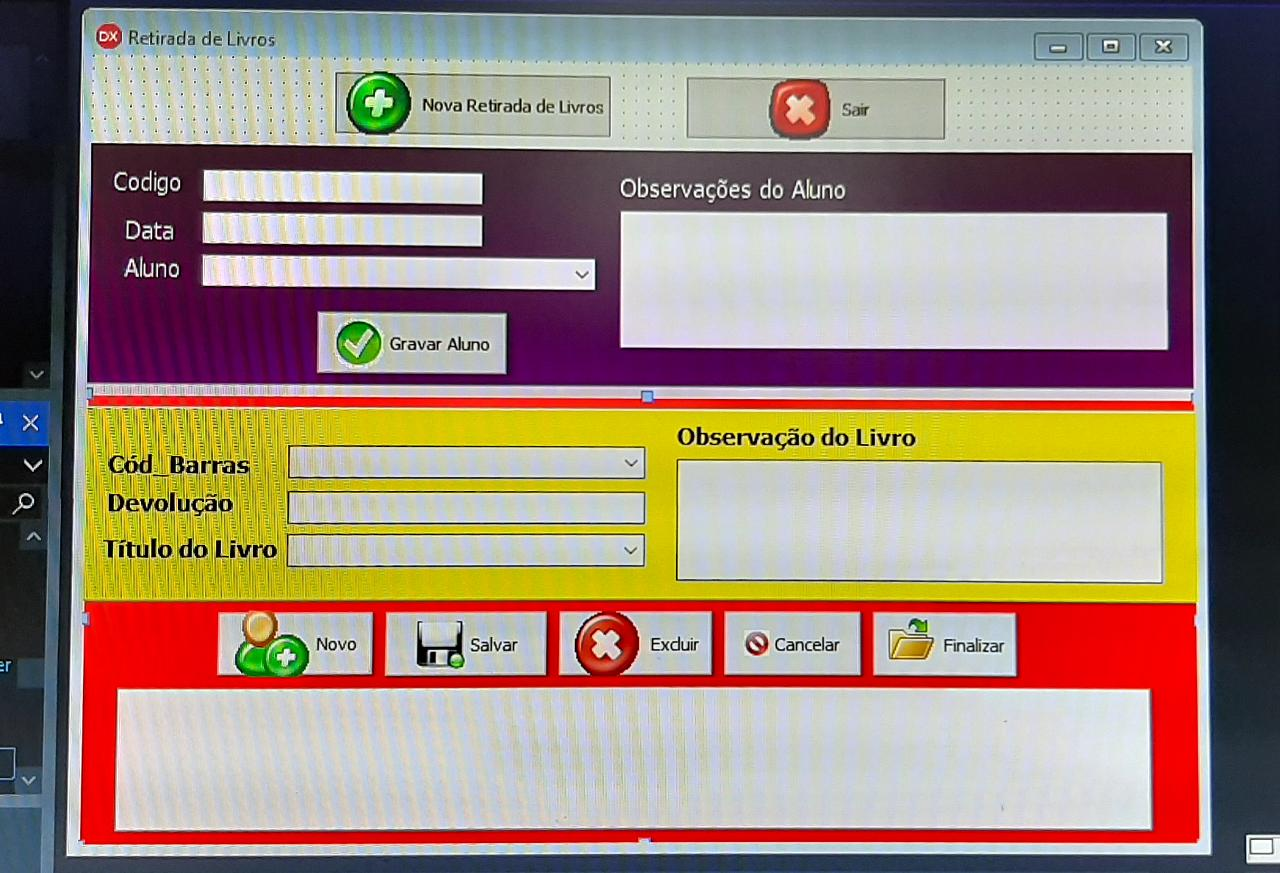 DX Retirada de Livros
Nova Retirada de Livros
Sair
Codigo
Data
Aluno
Gravar Aluno
Observações do Aluno
Cód_Barras
Devolução
Título do Livro
Observação do Livro
Novo
Salvar
Excluir
Cancelar
Finalizar
er